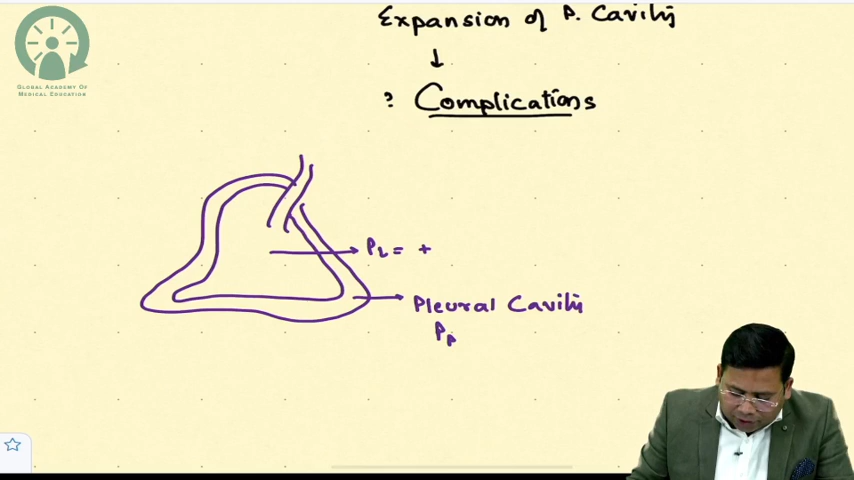 Expansion of P. Cavity
↓
? Complications
GLOBAL ACADEMY OF
MEDICAL EDUCATION
PL = +
Pleural Cavity
PP